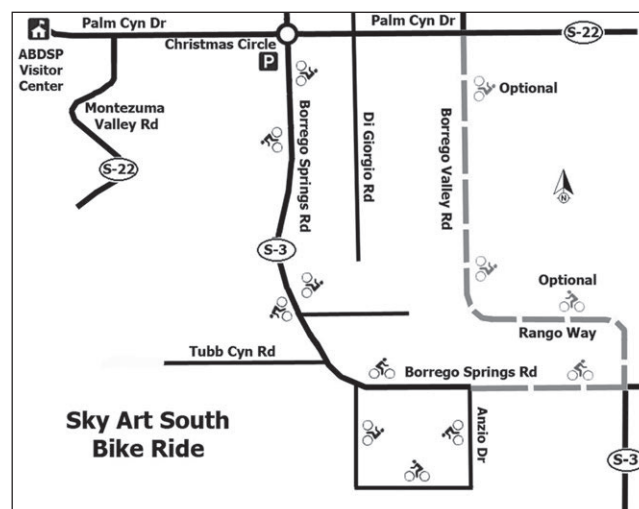 Palm Cyn Dr
Palm Cyn Dr
S-22
Christmas Circle
P
ABDSP
Visitor
Center
Montezuma
Valley Rd
S-22
Borrego Springs Rd
Di Giorgio Rd
Borrego Valley Rd
Optional
N
S-3
Optional
Rango Way
Tubb Cyn Rd
Borrego Springs Rd
Anzio Dr
Sky Art South
Bike Ride
S-3